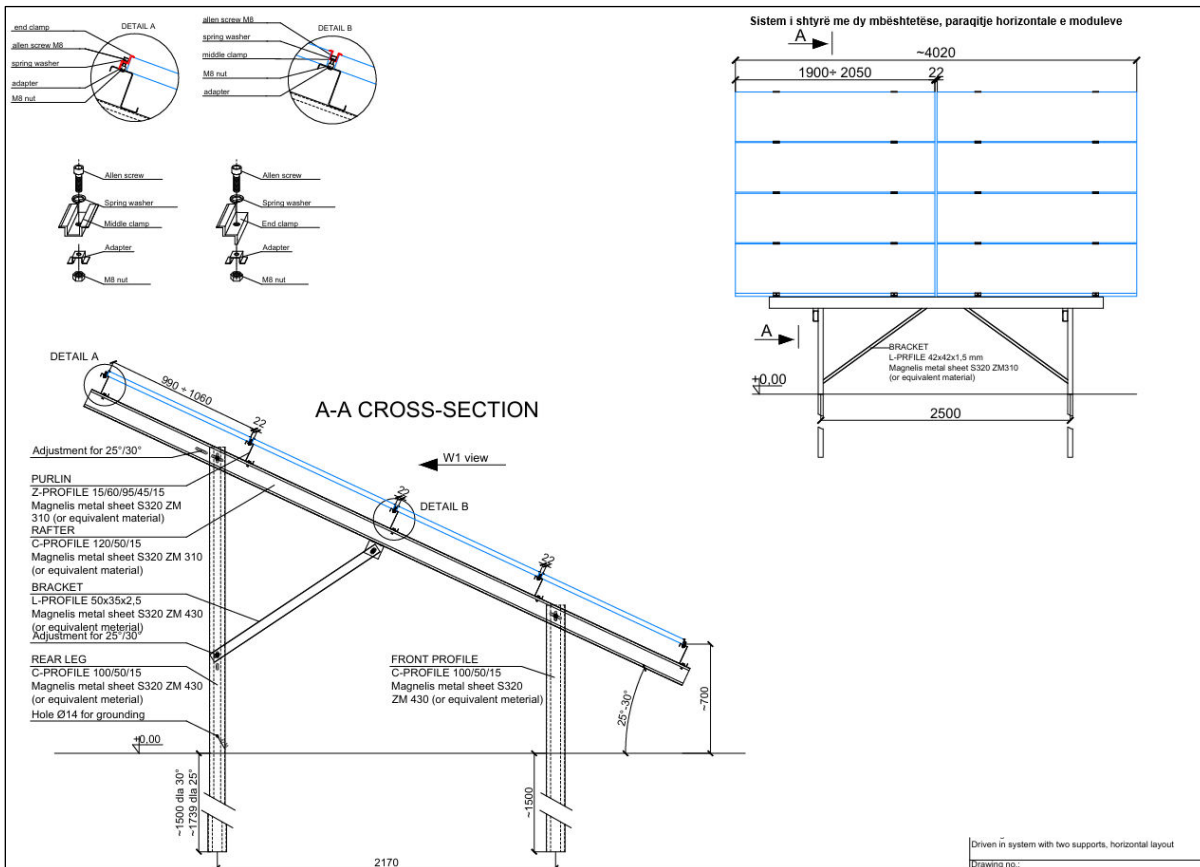 end clamp
allen screw M8
spring washer
adapter
M8 nut
DETAIL A
allen screw M8
spring washer
middle clamp
M8 nut
adapter
DETAIL B
Sistem i shtyrë me dy mbështetëse, paraqitje horizontale e moduleve
A
~4020
1900÷ 2050
22
Allen screw
Spring washer
Middle clamp
Adapter
M8 nut
Allen screw
Spring washer
End clamp
Adapter
M8 nut
A
BRACKET
L-PRFILE 42x42x1,5 mm
Magnelis metal sheet S320 ZM310
(or equivalent material)
+0,00
2500
DETAIL A
990 ÷ 1060
22
A-A CROSS-SECTION
W1 view
22
DETAIL B
22
Adjustment for 25°/30°
PURLIN
Z-PROFILE 15/60/95/45/15
Magnelis metal sheet S320 ZM
310 (or equivalent material)
RAFTER
C-PROFILE 120/50/15
Magnelis metal sheet S320 ZM 310
(or equivalent material)
BRACKET
L-PROFILE 50x35x2,5
Magnelis metal sheet S320 ZM 430
(or equivalent meterial)
Adjustment for 25°/30°
REAR LEG
C-PROFILE 100/50/15
Magnelis metal sheet S320 ZM 430
(or equivalent meterial)
Hole Ø14 for grounding
+0,00
FRONT PROFILE
C-PROFILE 100/50/15
Magnelis metal sheet S320
ZM 430 (or equivalent material)
25°-30°
~700
~1500 dla 30°
~1739 dla 25°
~1500
2170
Driven in system with two supports, horizontal layout
Drawing no.: